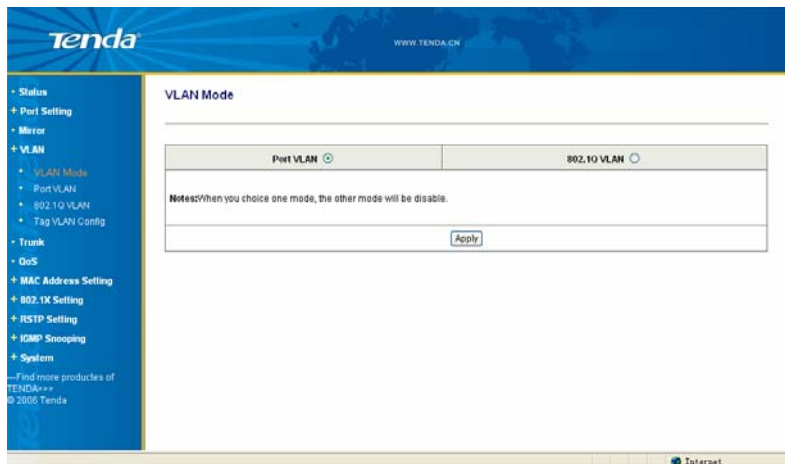 Tenda
WWW.TENDA.CN
Status
+ Port Setting
Mirror
+ VLAN
VLAN Mode
Port VLAN
802.1Q VLAN
Tag VLAN Config
Trunk
QoS
+ MAC Address Setting
+ 802.1X Setting
+ RSTP Setting
+ IGMP Snooping
+ System
---Find more productes of
TENDA>>>
© 2006 Tenda
VLAN Mode
Port VLAN
802.1Q VLAN
Notes:When you choice one mode, the other mode will be disable.
Apply
Internet